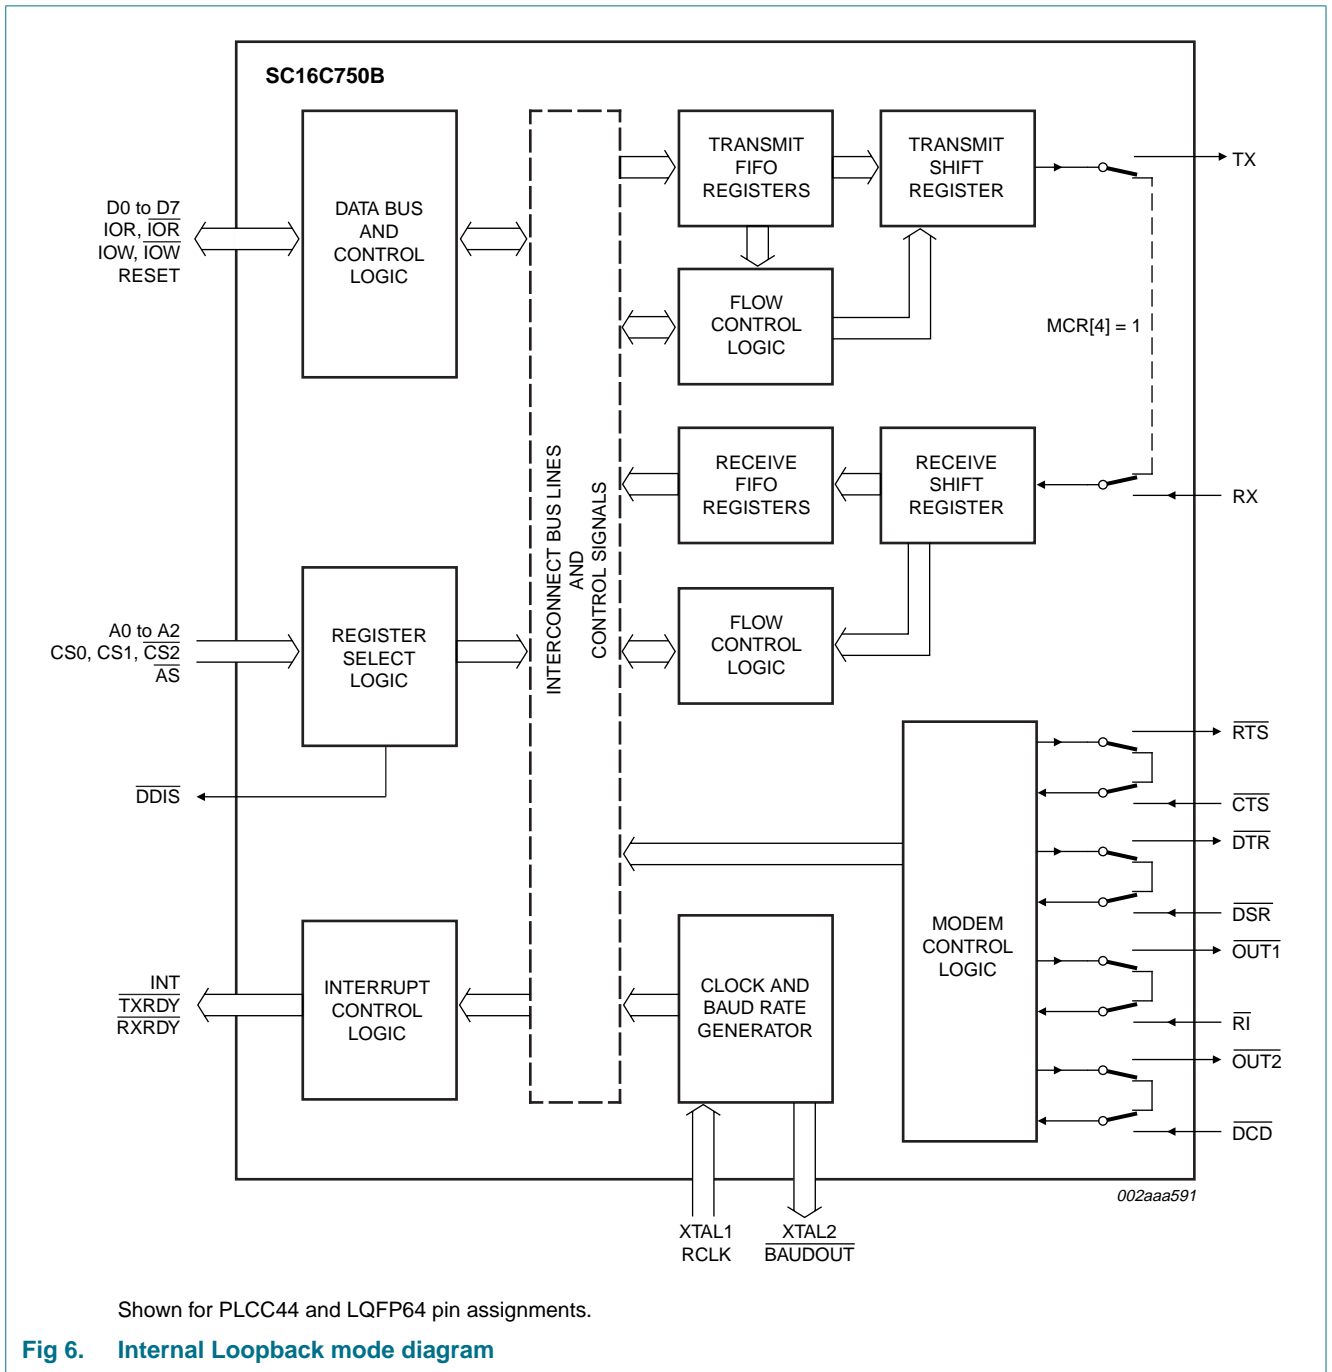 SC16C750B
D0 to D7
IOR, IOR
IOW, IOW
RESET
DATA BUS
AND
CONTROL
LOGIC
TRANSMIT
FIFO
REGISTERS
TRANSMIT
SHIFT
REGISTER
TX
FLOW
CONTROL
LOGIC
MCR[4] = 1
INTERCONNECT BUS LINES
AND
CONTROL SIGNALS
RECEIVE
FIFO
REGISTERS
RECEIVE
SHIFT
REGISTER
RX
A0 to A2
CS0, CS1, CS2
AS
REGISTER
SELECT
LOGIC
FLOW
CONTROL
LOGIC
DDIS
RTS
CTS
DTR
DSR
OUT1
RI
OUT2
DCD
MODEM
CONTROL
LOGIC
INT
TXRDY
RXRDY
INTERRUPT
CONTROL
LOGIC
CLOCK AND
BAUD RATE
GENERATOR
XTAL1
RCLK
XTAL2
BAUDOUT
002aaa591
Shown for PLCC44 and LQFP64 pin assignments.
Fig 6. Internal Loopback mode diagram